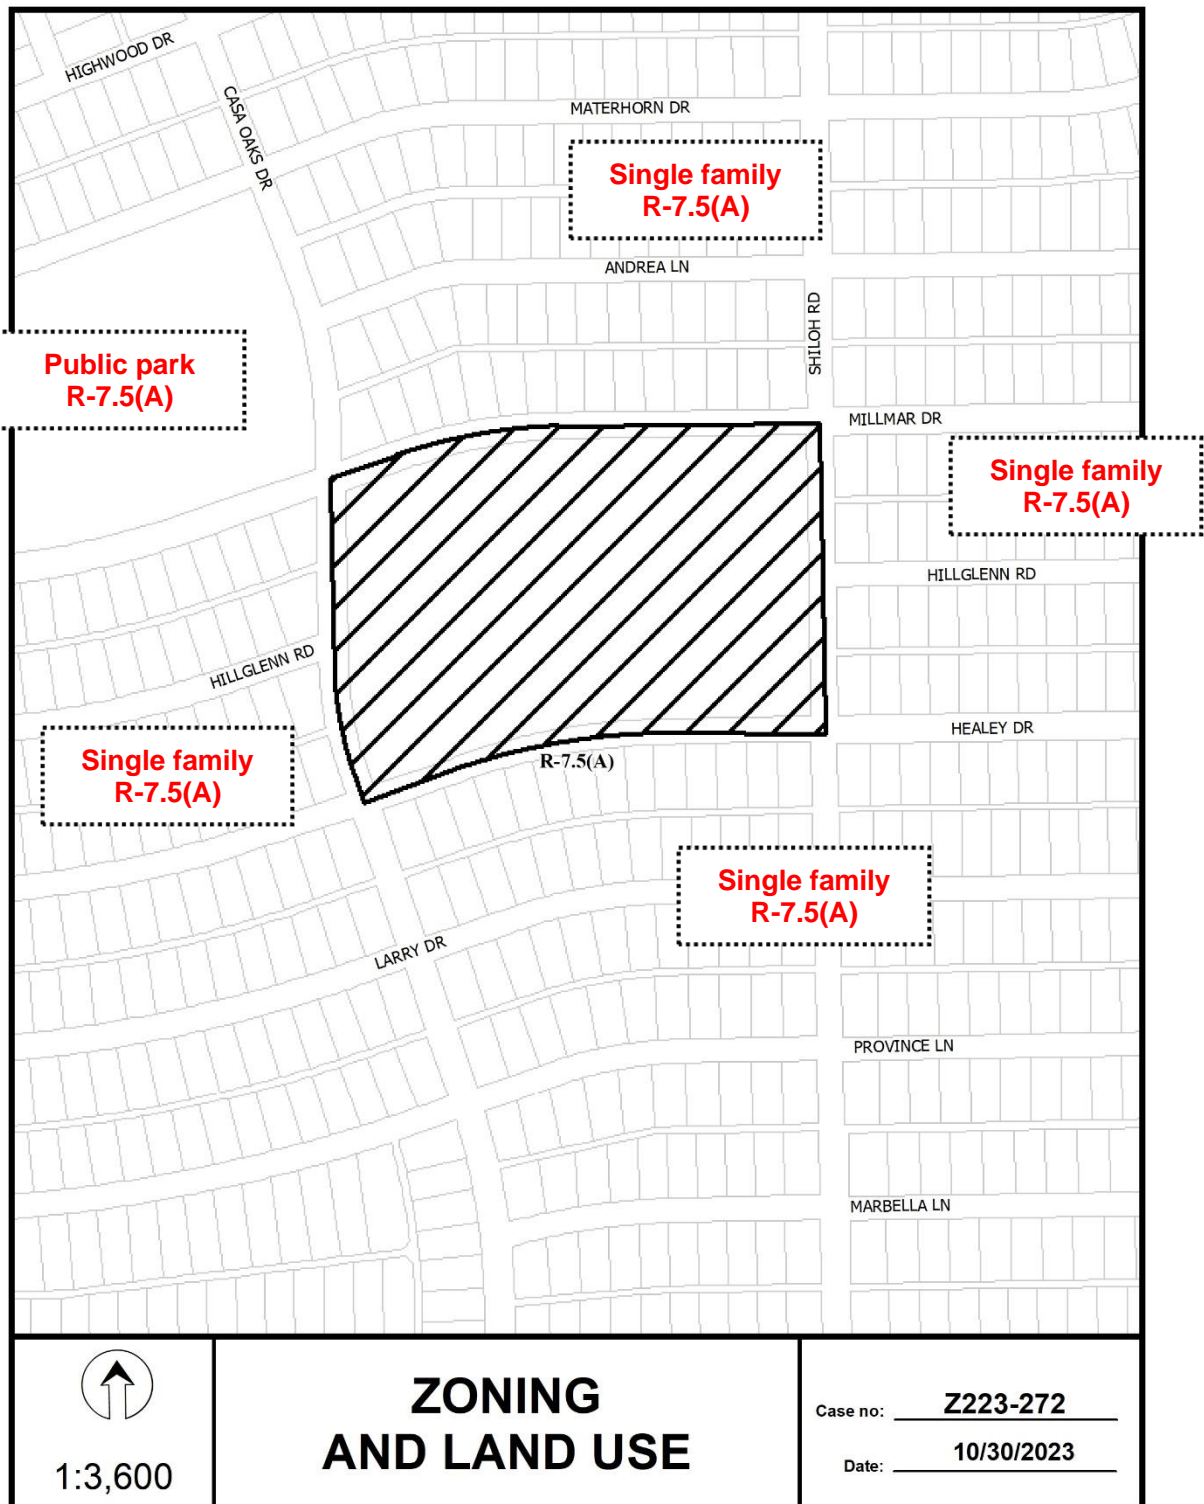 HIGHWOOD DR
CASA OAKS DR
MATERHORN DR
Single family
R-7.5(A)
ANDREA LN
SHILOH RD
Public park
R-7.5(A)
MILLMAR DR
Single family
R-7.5(A)
HILLGLENN RD
HILLGLENN RD
HEALEY DR
Single family
R-7.5(A)
R-7.5(A)
Single family
R-7.5(A)
LARRY DR
PROVINCE LN
MARBELLA LN
1:3,600
ZONING
AND LAND USE
Case no: Z223-272
Date: 10/30/2023